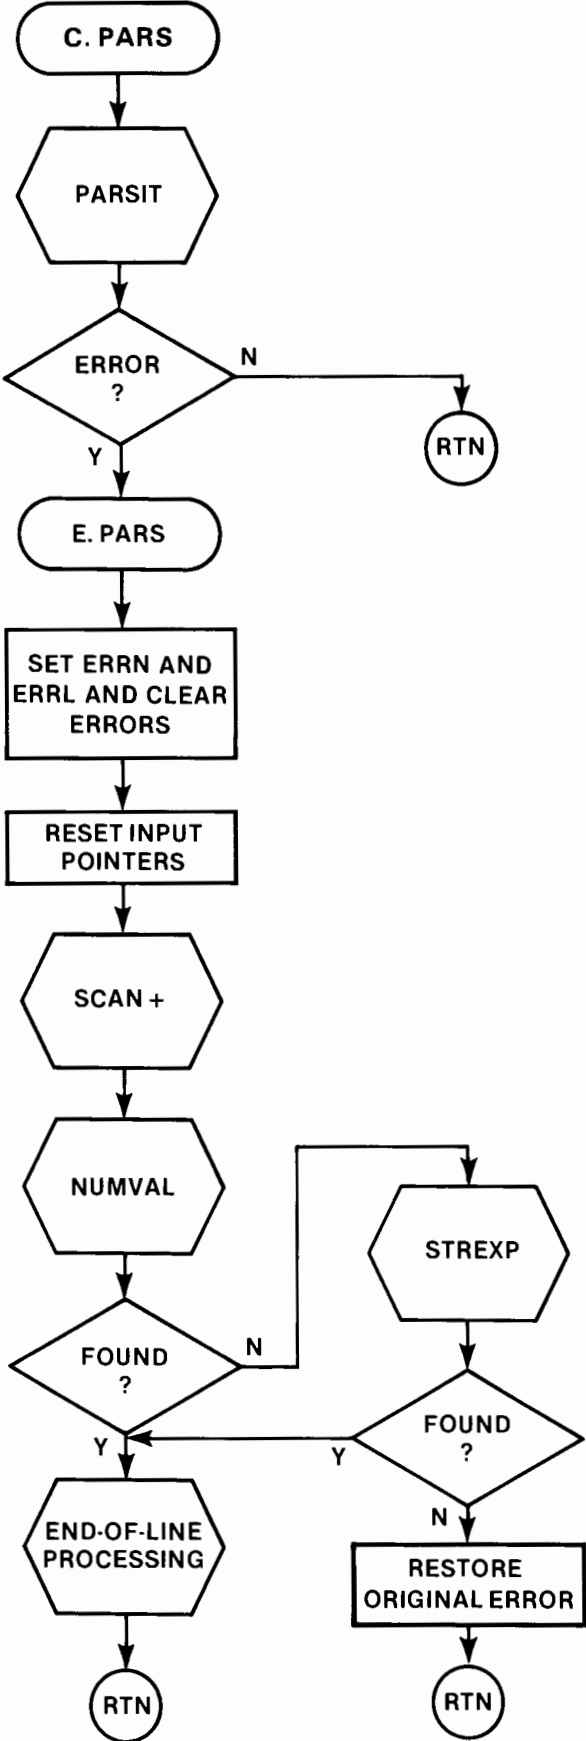 C. PARS
PARSIT
ERROR
?
N
RTN
Y
E. PARS
SET ERRN AND
ERRL AND CLEAR
ERRORS
RESET INPUT
POINTERS
SCAN +
NUMVAL
STREXP
FOUND
?
N
FOUND
?
Y
Y
N
END-OF-LINE
PROCESSING
RESTORE
ORIGINAL ERROR
RTN
RTN